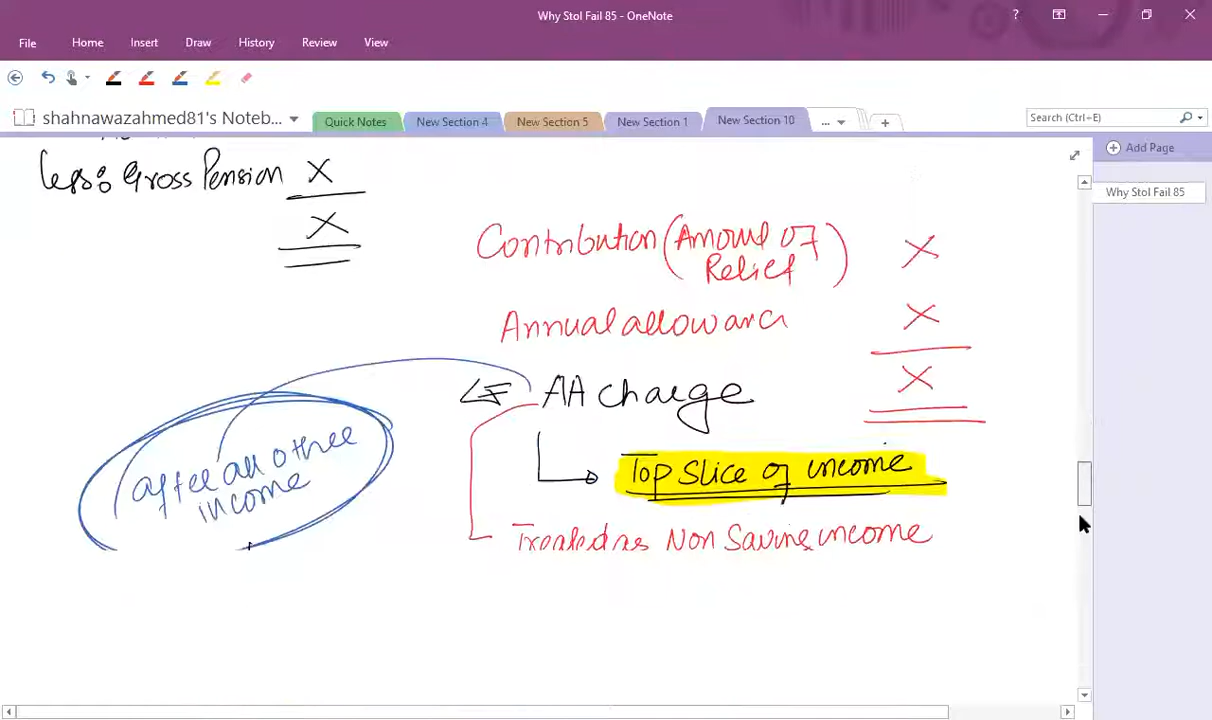 Why Stol Fail 85 - OneNote
?
File Home Insert Draw History Review View
shahnawazahmed81's Noteb... Quick Notes New Section 4 New Section 5 New Section 1 New Section 10 ... + Search (Ctrl+E)
Add Page
Why Stol Fail 85
less: Gross Pension X
X
Contribution (Amount of Relief) X
Annual allowance X
X
AA charge
Top Slice of income
after all other income
Treated as Non Saving income